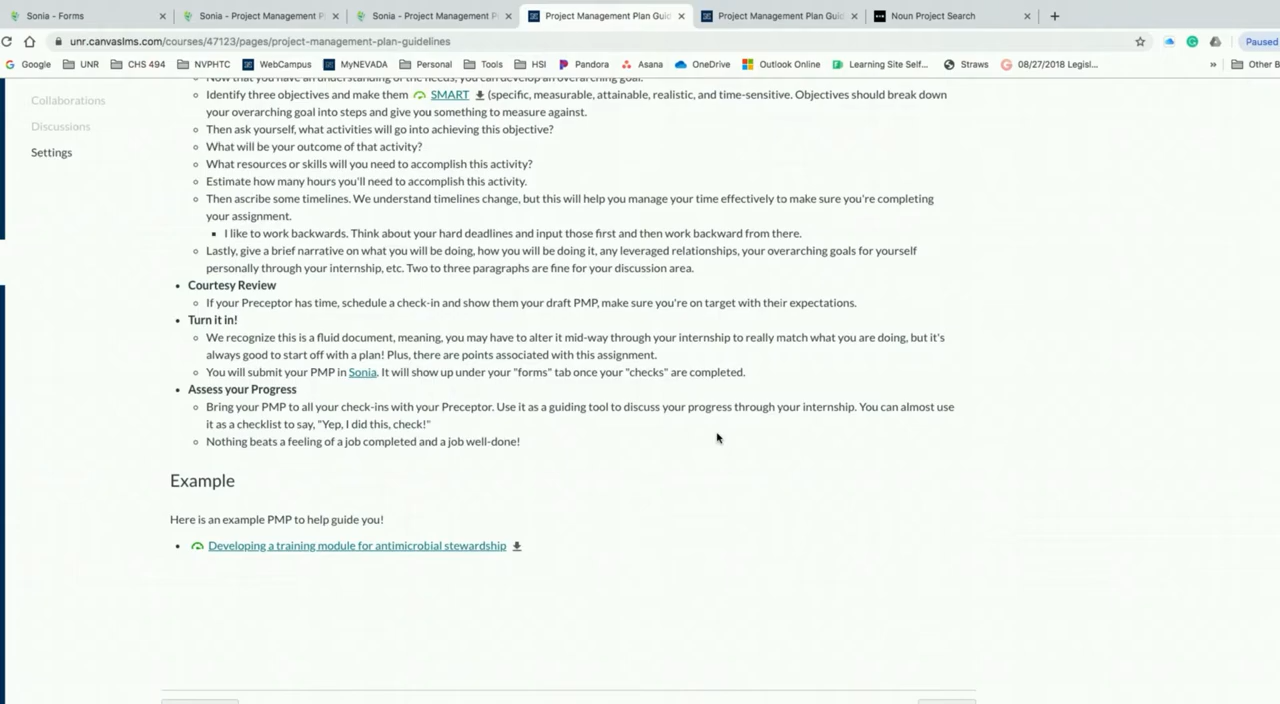 Sonia - Forms
Sonia - Project Management P
Sonia - Project Management P
Project Management Plan Guid
Project Management Plan Guid
Noun Project Search
unr.canvaslms.com/courses/47123/pages/project-management-plan-guidelines
Paused
Google UNR CHS 494 NVPHTC WebCampus MyNEVADA Personal Tools HSI Pandora Asana OneDrive Outlook Online Learning Site Self... Straws 08/27/2018 Legisl... » Other B
Collaborations
Discussions
Settings
Now that you have an understanding of the needs, you can develop an overarching goal.
Identify three objectives and make them SMART (specific, measurable, attainable, realistic, and time-sensitive. Objectives should break down
your overarching goal into steps and give you something to measure against.
Then ask yourself, what activities will go into achieving this objective?
What will be your outcome of that activity?
What resources or skills will you need to accomplish this activity?
Estimate how many hours you'll need to accomplish this activity.
Then ascribe some timelines. We understand timelines change, but this will help you manage your time effectively to make sure you're completing
your assignment.
I like to work backwards. Think about your hard deadlines and input those first and then work backward from there.
Lastly, give a brief narrative on what you will be doing, how you will be doing it, any leveraged relationships, your overarching goals for yourself
personally through your internship, etc. Two to three paragraphs are fine for your discussion area.
Courtesy Review
If your Preceptor has time, schedule a check-in and show them your draft PMP, make sure you're on target with their expectations.
Turn it in!
We recognize this is a fluid document, meaning, you may have to alter it mid-way through your internship to really match what you are doing, but it's
always good to start off with a plan! Plus, there are points associated with this assignment.
You will submit your PMP in Sonia. It will show up under your "forms" tab once your "checks" are completed.
Assess your Progress
Bring your PMP to all your check-ins with your Preceptor. Use it as a guiding tool to discuss your progress through your internship. You can almost use
it as a checklist to say, "Yep, I did this, check!"
Nothing beats a feeling of a job completed and a job well-done!
Example
Here is an example PMP to help guide you!
Developing a training module for antimicrobial stewardship